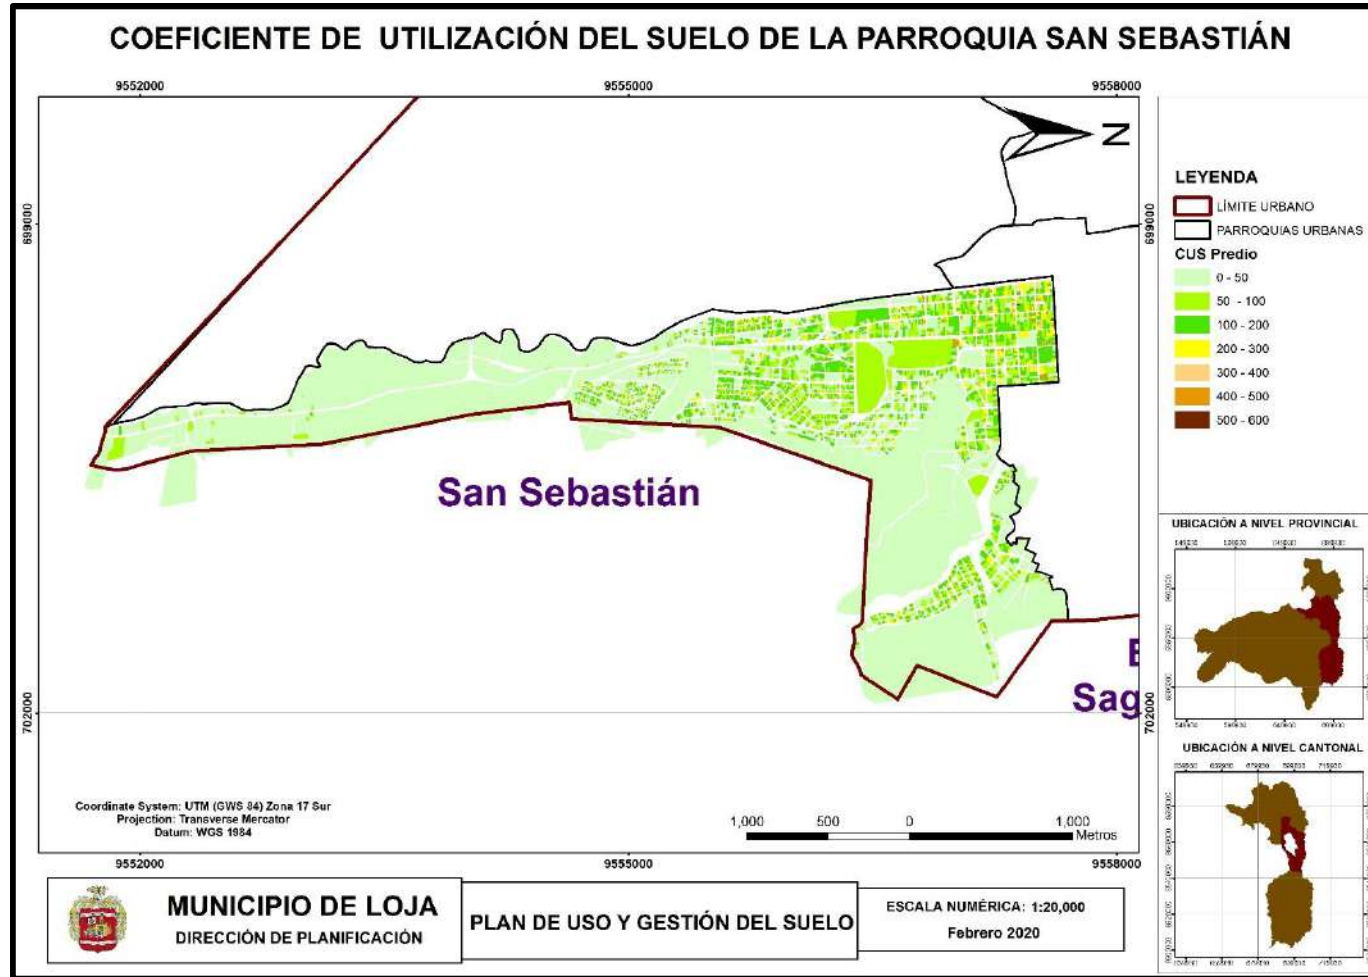 COEFICIENTE DE UTILIZACIÓN DEL SUELO DE LA PARROQUIA SAN SEBASTIÁN
9552000
9555000
9558000
N
699000
699000
LEYENDA
LÍMITE URBANO
PARROQUIAS URBANAS
CUS Predio
0 - 50
50 - 100
100 - 200
200 - 300
300 - 400
400 - 500
500 - 600
San Sebastián
Sag
702000
702000
UBICACIÓN A NIVEL PROVINCIAL
UBICACIÓN A NIVEL CANTONAL
Coordinate System: UTM (GWS 84) Zona 17 Sur
Projection: Transverse Mercator
Datum: WGS 1984
1,000 500 0 1,000
Metros
9552000
9555000
9558000
MUNICIPIO DE LOJA
DIRECCIÓN DE PLANIFICACIÓN
PLAN DE USO Y GESTIÓN DEL SUELO
ESCALA NUMÉRICA: 1:20,000
Febrero 2020